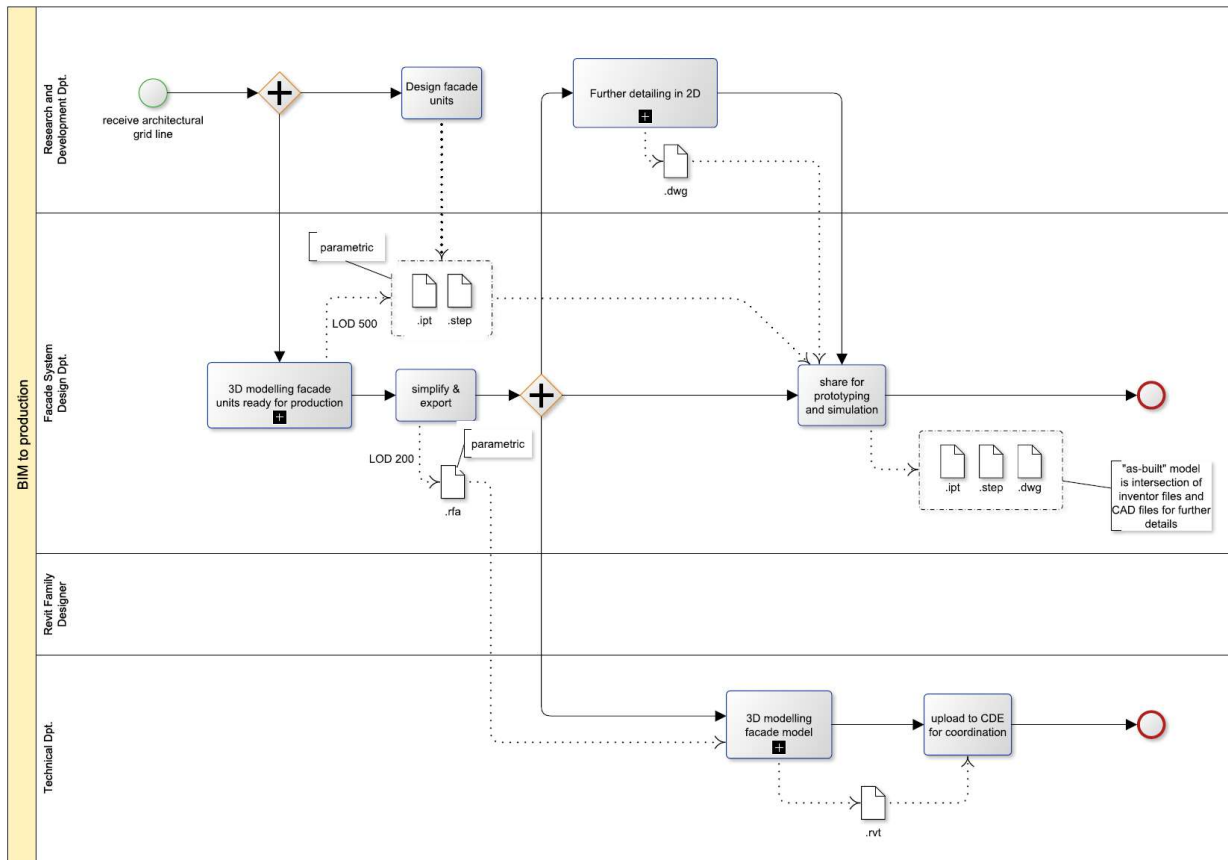 BIM to production
Research and
Development Dpt.
receive architectural
grid line
Design facade
units
Further detailing in 2D
.dwg
Facade System
Design Dpt.
parametric
.ipt
.step
LOD 500
3D modelling facade
units ready for production
simplify &
export
share for
prototyping
and simulation
LOD 200
parametric
.rfa
.ipt
.step
.dwg
"as-built" model
is intersection of
inventor files and
CAD files for further
details
Revit Family
Designer
Technical Dpt.
3D modelling
facade model
upload to CDE
for coordination
.rvt